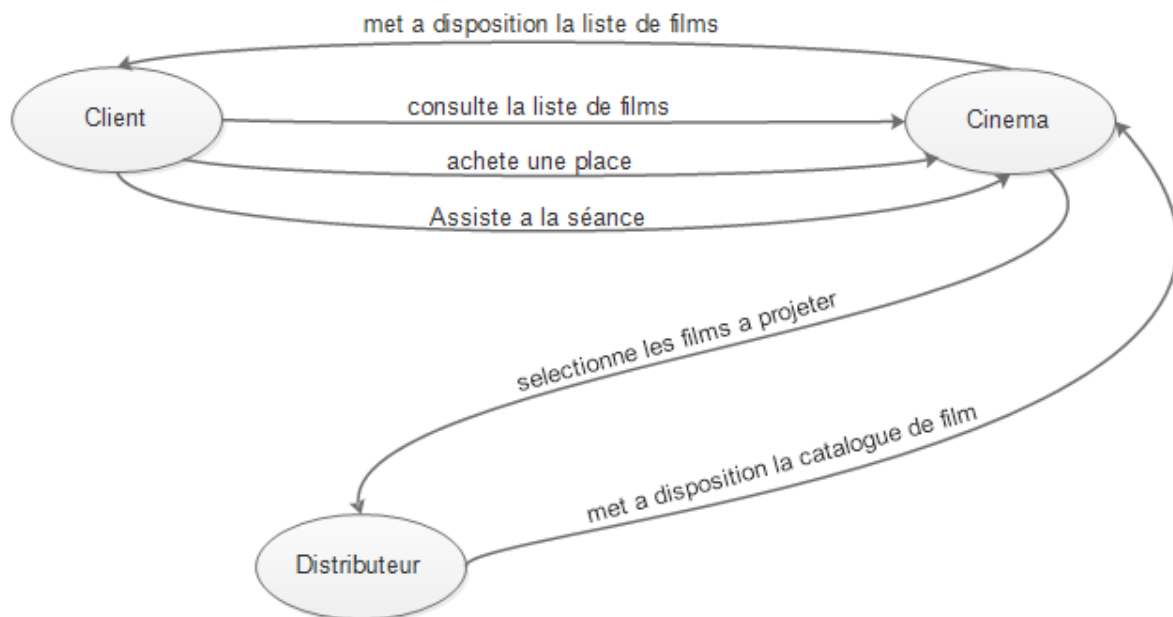 met a disposition la liste de films
Client
consulte la liste de films
Cinema
achete une place
Assiste a la séance
selectionne les films a projeter
met a disposition la catalogue de film
Distributeur